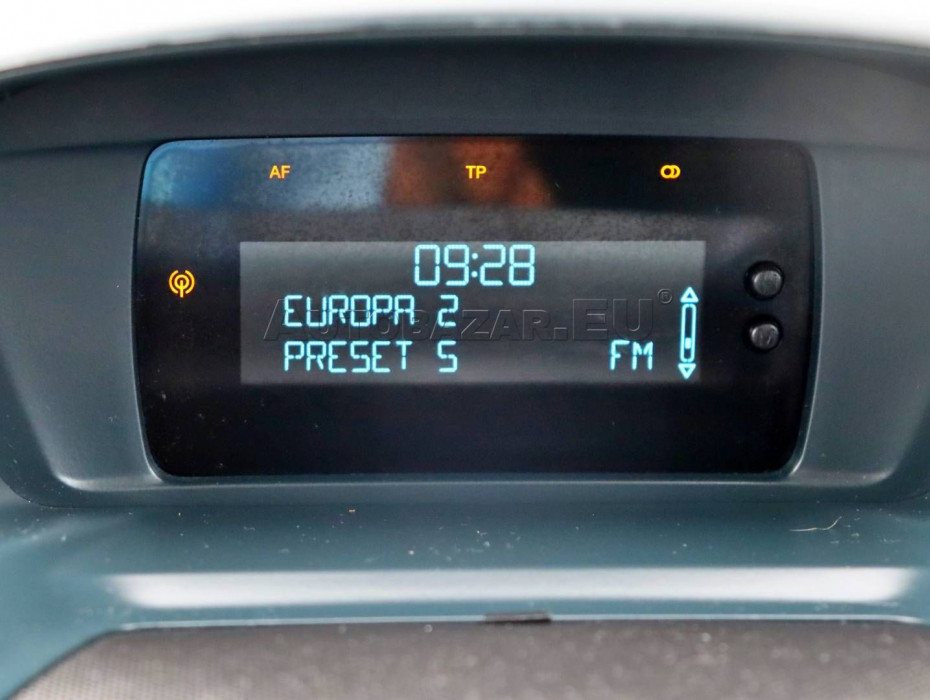 AF TP
09:28
EUROPA 2
AUTOBAZAR.EU©
PRESET 5 FM